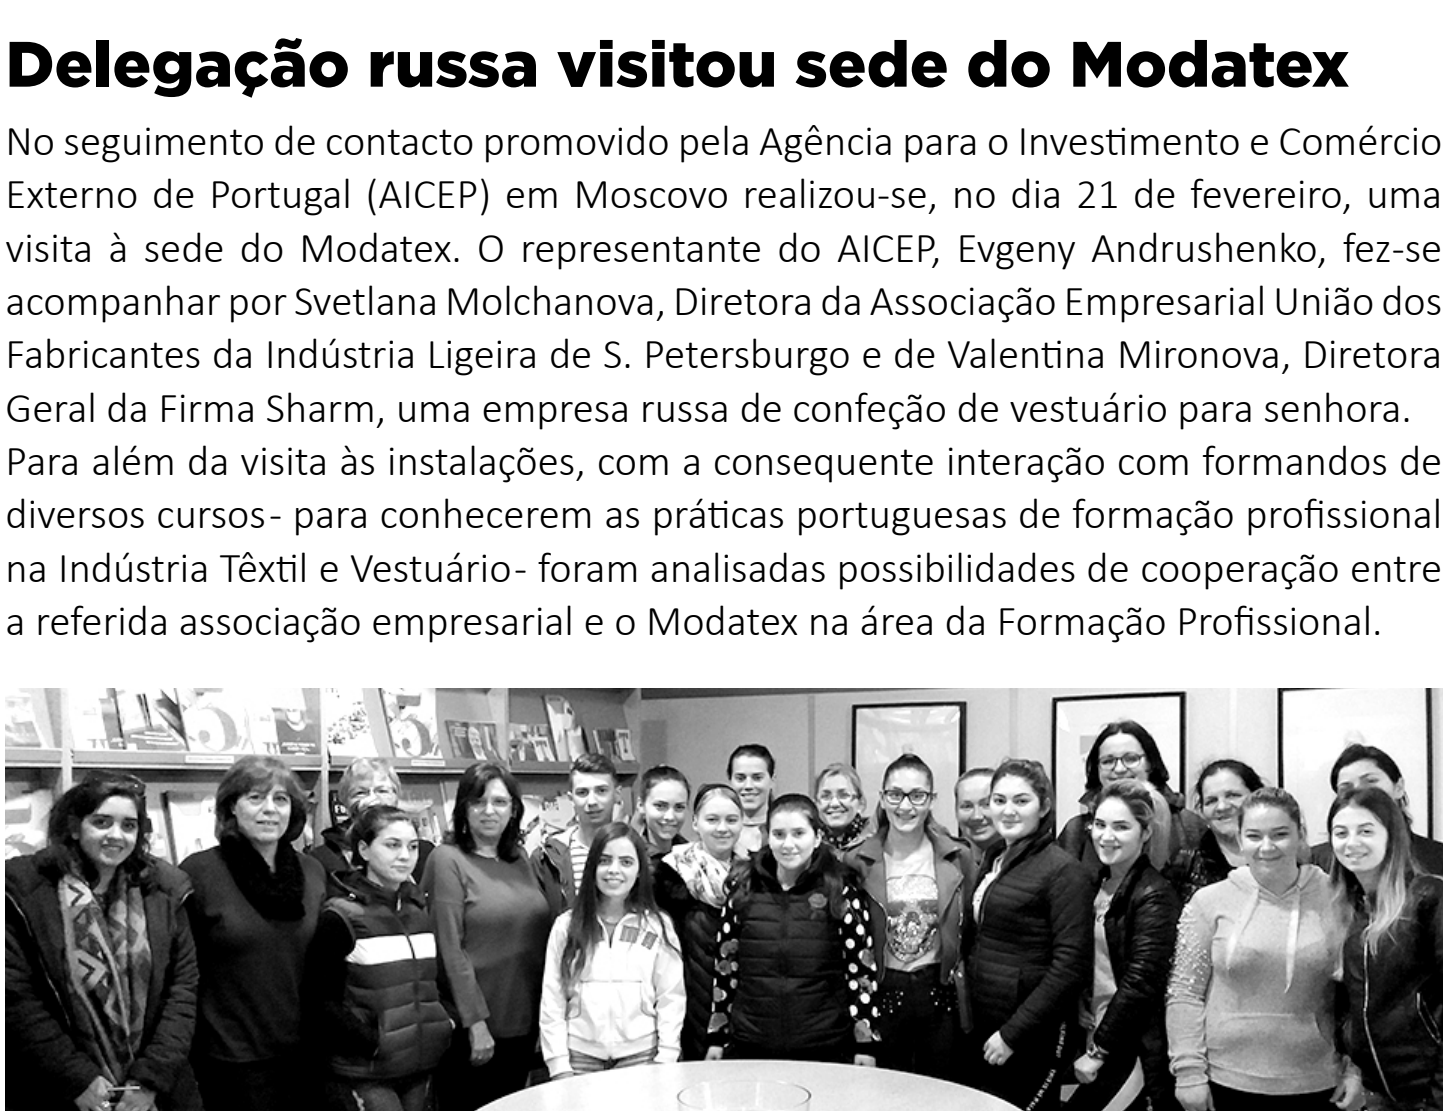 Delegação russa visitou sede do Modatex
No seguimento de contacto promovido pela Agência para o Investimento e Comércio
Externo de Portugal (AICEP) em Moscovo realizou-se, no dia 21 de fevereiro, uma
visita à sede do Modatex. O representante do AICEP, Evgeny Andrushenko, fez-se
acompanhar por Svetlana Molchanova, Diretora da Associação Empresarial União dos
Fabricantes da Indústria Ligeira de S. Petersburgo e de Valentina Mironova, Diretora
Geral da Firma Sharm, uma empresa russa de confeção de vestuário para senhora.
Para além da visita às instalações, com a consequente interação com formandos de
diversos cursos- para conhecerem as práticas portuguesas de formação profissional
na Indústria Têxtil e Vestuário- foram analisadas possibilidades de cooperação entre
a referida associação empresarial e o Modatex na área da Formação Profissional.